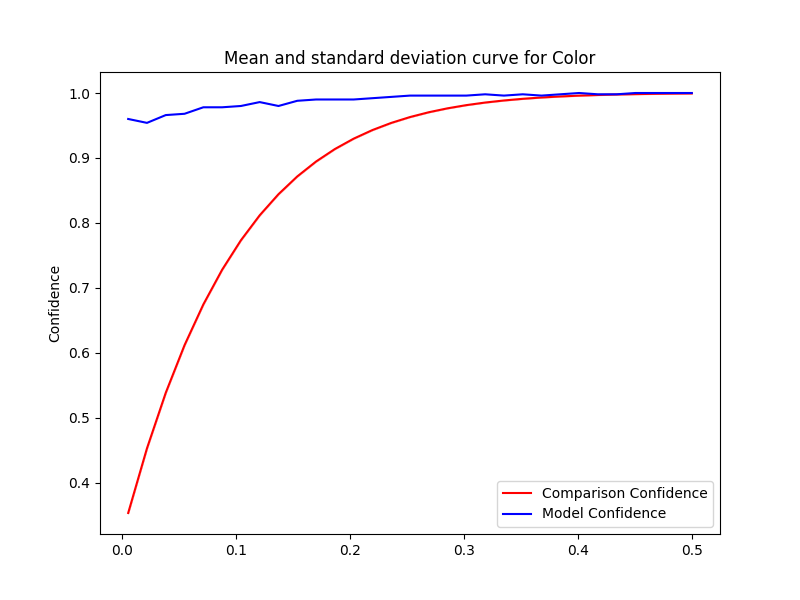 Mean and standard deviation curve for Color
1.0
0.9
0.8
0.7
0.6
0.5
0.4
Confidence
Comparison Confidence
Model Confidence
0.0 0.1 0.2 0.3 0.4 0.5